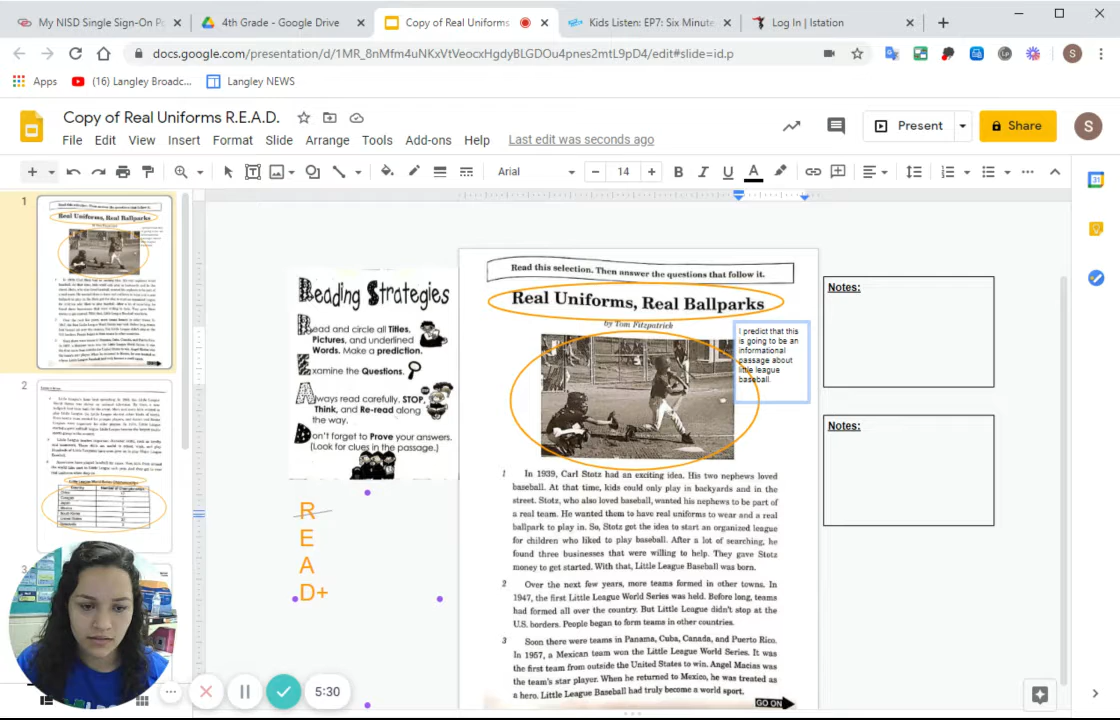 My NISD Single Sign-On P
4th Grade - Google Drive
Copy of Real Uniforms
Kids Listen: EP7: Six Minute
Log In | Istation
docs.google.com/presentation/d/1MR_8nMfm4uNKxVtVeocxHgdyBLGDOu4pnes2mtL9pD4/edit#slide=id.p
S
Apps
(16) Langley Broadc...
Langley NEWS
Copy of Real Uniforms R.E.A.D.
File
Edit
View
Insert
Format
Slide
Arrange
Tools
Add-ons
Help
Last edit was seconds ago
Present
Share
S
Arial
14
B
I
U
A
31
1
2
3
Reading Strategies
Read and circle all Titles,
Pictures, and underlined
Words. Make a prediction.
Examine the Questions.
Always read carefully. STOP,
Think, and Re-read along
the way.
Don't forget to Prove your answers.
(Look for clues in the passage.)
R
E
A
D+
Read this selection. Then answer the questions that follow it.
Real Uniforms, Real Ballparks
by Tom Fitzpatrick
I predict that this
is going to be an
informational
passage about
little league
baseball.
1 In 1939, Carl Stotz had an exciting idea. His two nephews loved
baseball. At that time, kids could only play in backyards and in the
street. Stotz, who also loved baseball, wanted his nephews to be part of
a real team. He wanted them to have real uniforms to wear and a real
ballpark to play in. So, Stotz got the idea to start an organized league
for children who liked to play baseball. After a lot of searching, he
found three businesses that were willing to help. They gave Stotz
money to get started. With that, Little League Baseball was born.
2 Over the next few years, more teams formed in other towns. In
1947, the first Little League World Series was held. Before long, teams
had formed all over the country. But Little League didn't stop at the
U.S. borders. People began to form teams in other countries.
3 Soon there were teams in Panama, Cuba, Canada, and Puerto Rico.
In 1957, a Mexican team won the Little League World Series. It was
the first team from outside the United States to win. Angel Macias was
the team's star player. When he returned to Mexico, he was treated as
a hero. Little League Baseball had truly become a world sport.
GO ON
Notes:
Notes:
5:30